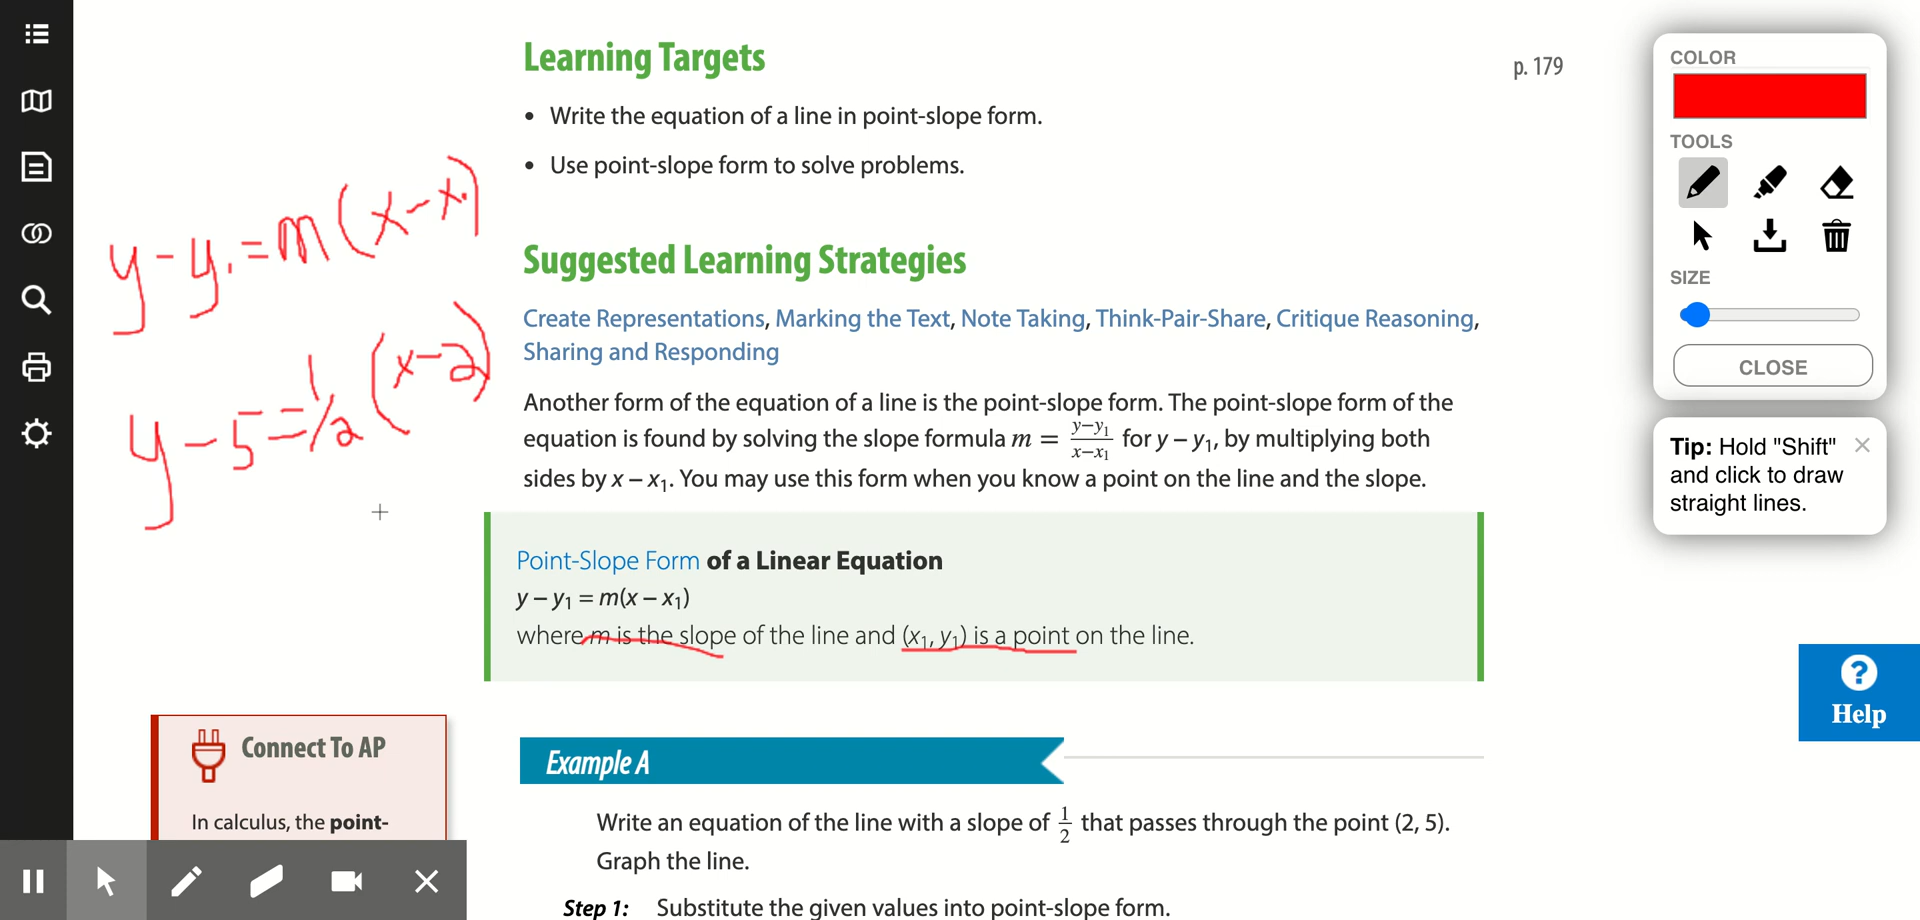 Learning Targets
p. 179
• Write the equation of a line in point-slope form.
• Use point-slope form to solve problems.
y - y₁ = m(x - x₁)
Suggested Learning Strategies
Create Representations, Marking the Text, Note Taking, Think-Pair-Share, Critique Reasoning,
Sharing and Responding
y - 5 = 1/2 (x - 2)
Another form of the equation of a line is the point-slope form. The point-slope form of the
equation is found by solving the slope formula m = (y−y₁)/(x−x₁) for y – y₁, by multiplying both
sides by x – x₁. You may use this form when you know a point on the line and the slope.
Point-Slope Form of a Linear Equation
y – y₁ = m(x – x₁)
where m is the slope of the line and (x₁, y₁) is a point on the line.
Connect To AP
In calculus, the point-
Example A
Write an equation of the line with a slope of 1/2 that passes through the point (2, 5).
Graph the line.
Step 1: Substitute the given values into point-slope form.
COLOR
TOOLS
SIZE
CLOSE
Tip: Hold "Shift"
and click to draw
straight lines.
?
Help